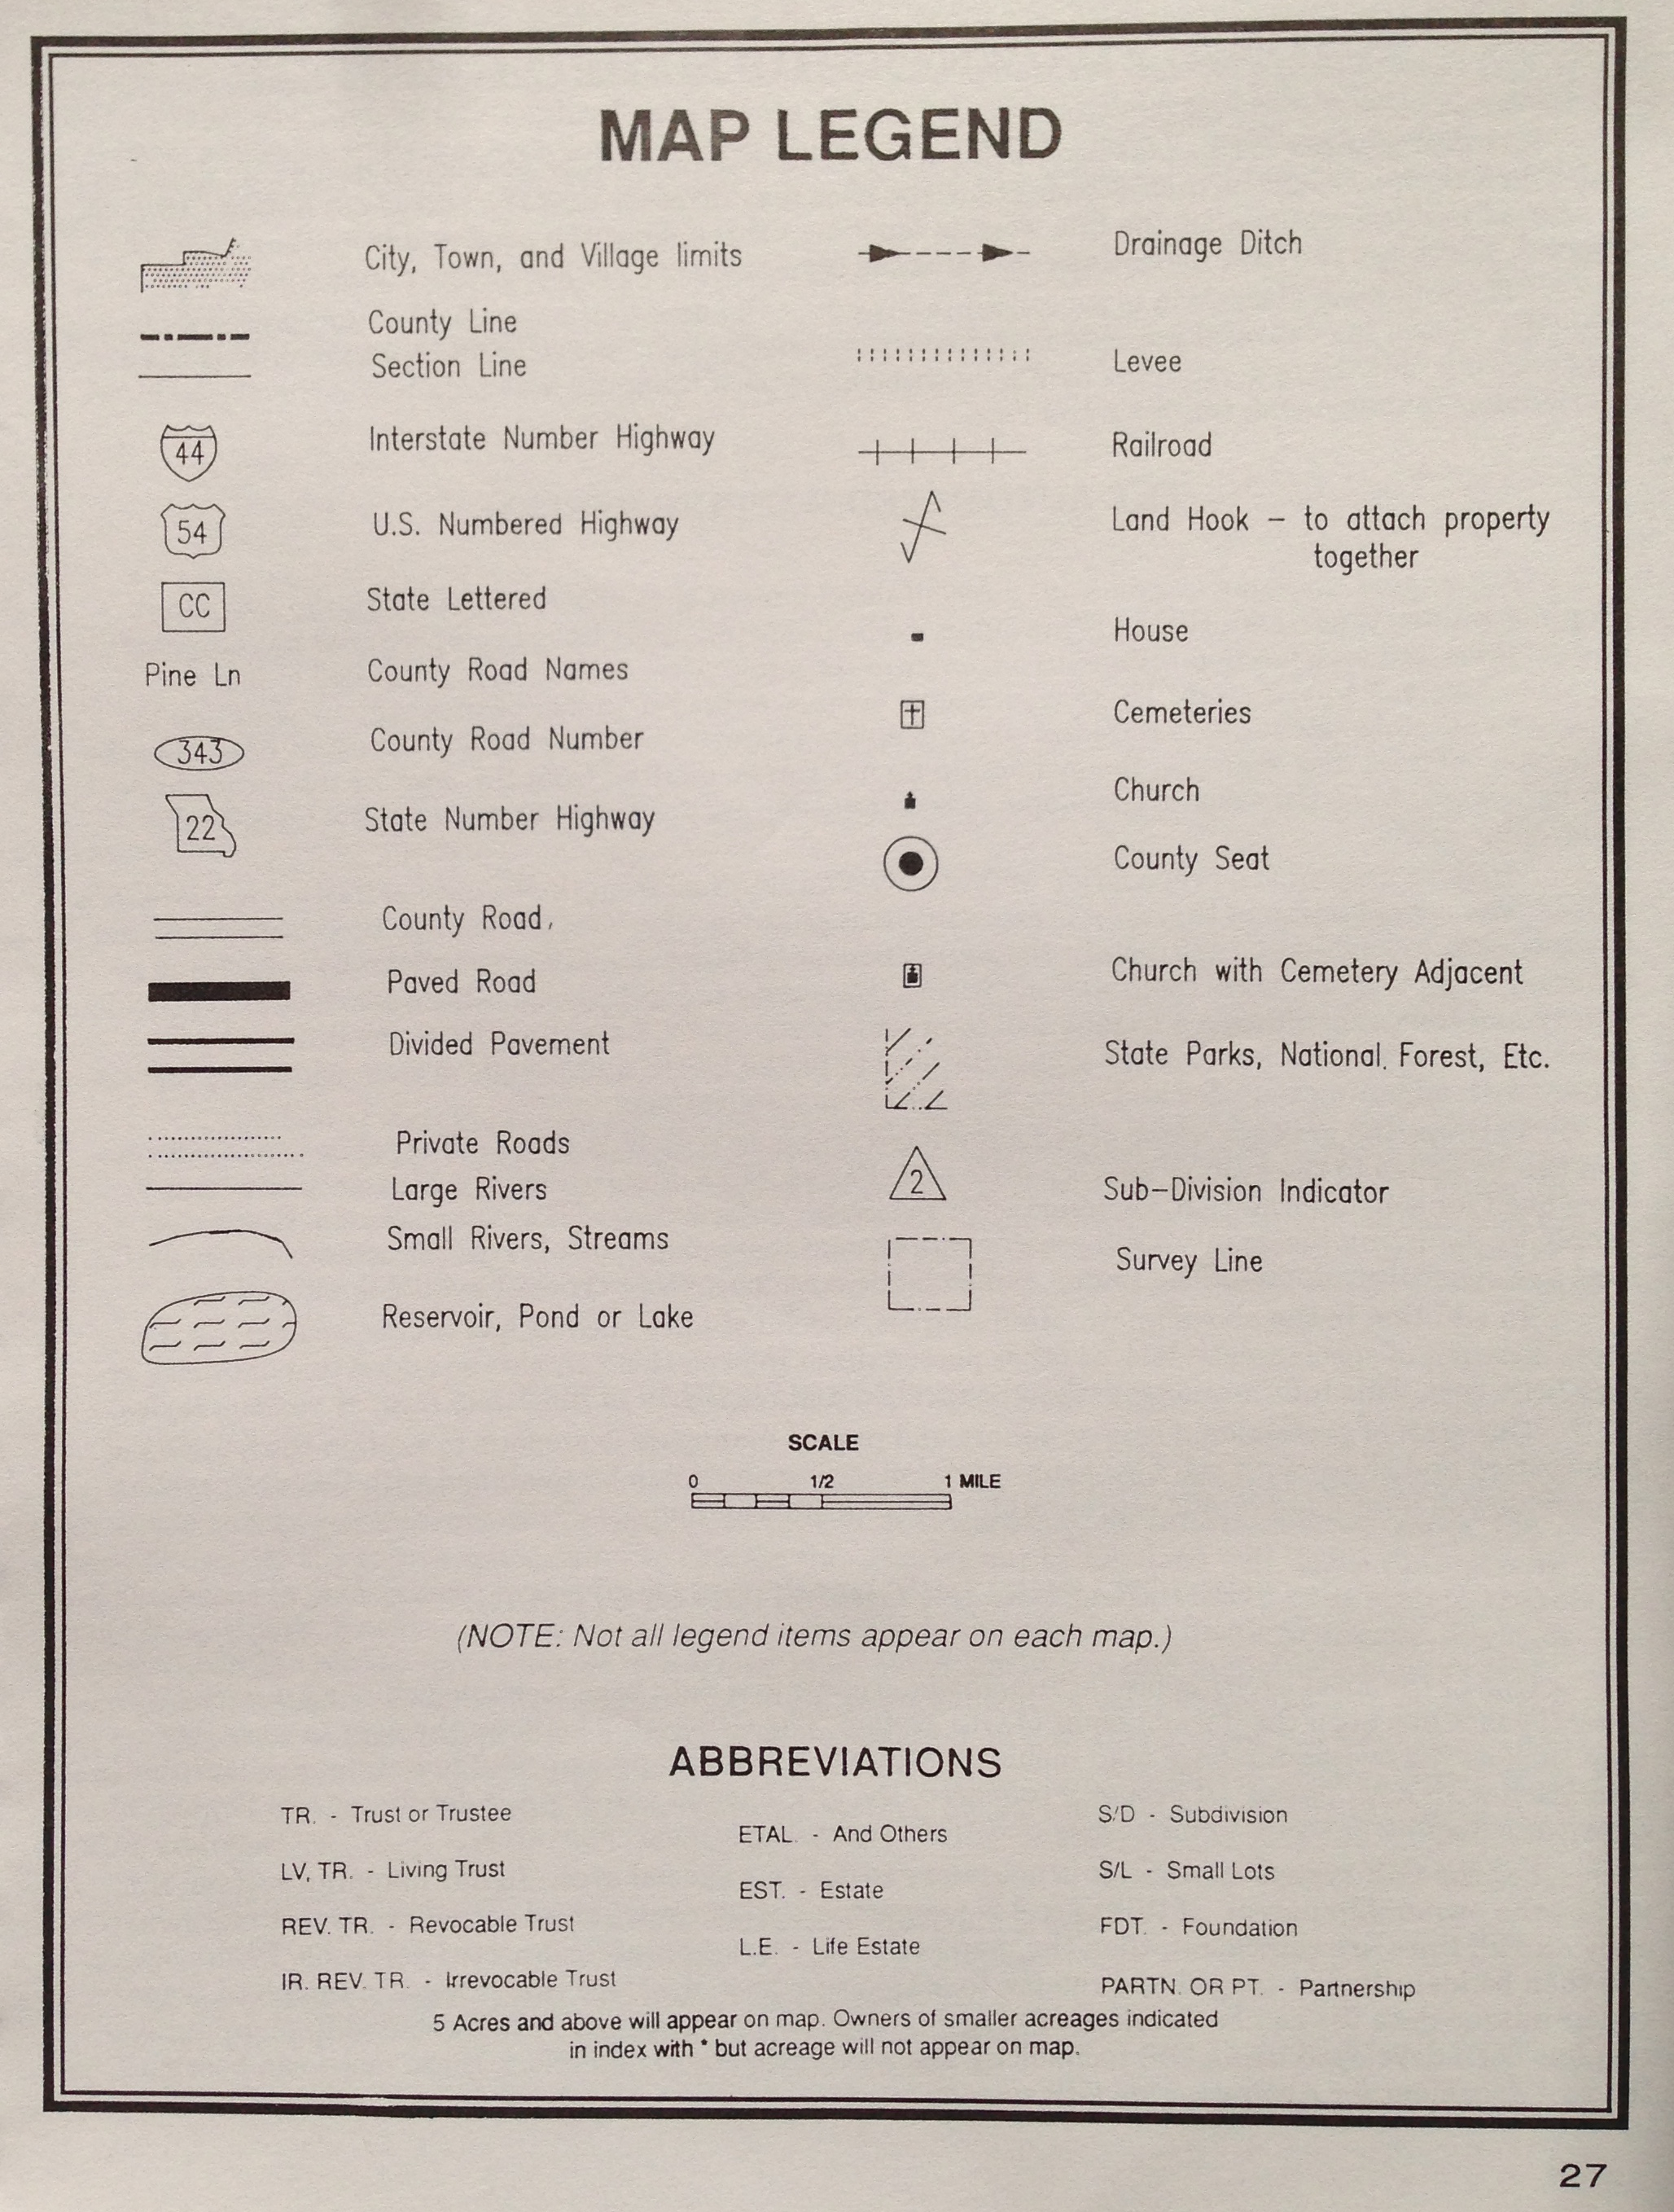 MAP LEGEND
City, Town, and Village limits
County Line
Section Line
44 Interstate Number Highway
54 U.S. Numbered Highway
CC State Lettered
Pine Ln County Road Names
343 County Road Number
22 State Number Highway
County Road
Paved Road
Divided Pavement
Private Roads
Large Rivers
Small Rivers, Streams
Reservoir, Pond or Lake
Drainage Ditch
Levee
Railroad
Land Hook – to attach property
together
House
Cemeteries
Church
County Seat
Church with Cemetery Adjacent
State Parks, National Forest, Etc.
2 Sub-Division Indicator
Survey Line
SCALE
0 1/2 1 MILE
(NOTE: Not all legend items appear on each map.)
ABBREVIATIONS
TR. - Trust or Trustee
LV, TR. - Living Trust
REV. TR. - Revocable Trust
IR. REV. TR. - Irrevocable Trust
ETAL. - And Others
EST. - Estate
L.E. - Life Estate
S/D - Subdivision
S/L - Small Lots
FDT. - Foundation
PARTN. OR PT. - Partnership
5 Acres and above will appear on map. Owners of smaller acreages indicated
in index with * but acreage will not appear on map.
27